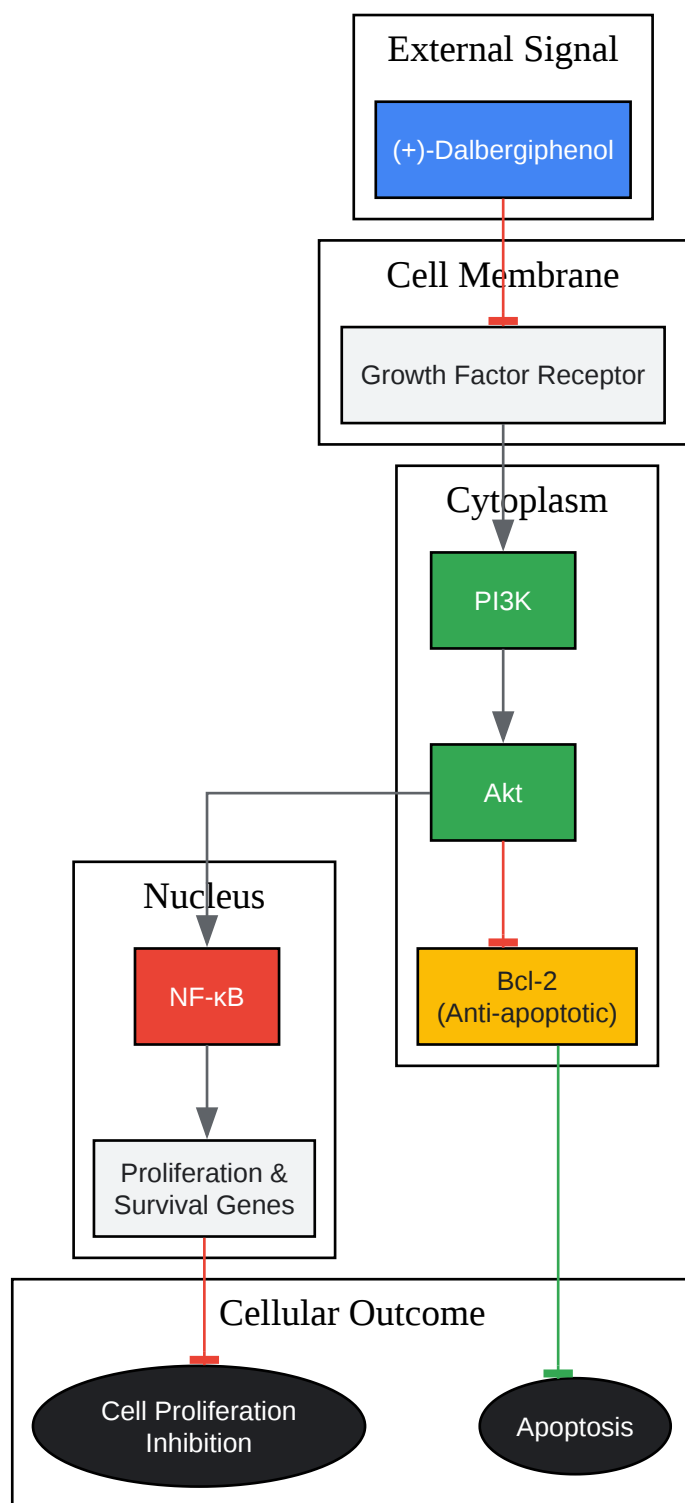 External Signal
(+)-Dalbergiphenol
Cell Membrane
Growth Factor Receptor
Cytoplasm
PI3K
Akt
Nucleus
NF-κB
Bcl-2
(Anti-apoptotic)
Proliferation &
Survival Genes
Cellular Outcome
Cell Proliferation
Inhibition
Apoptosis